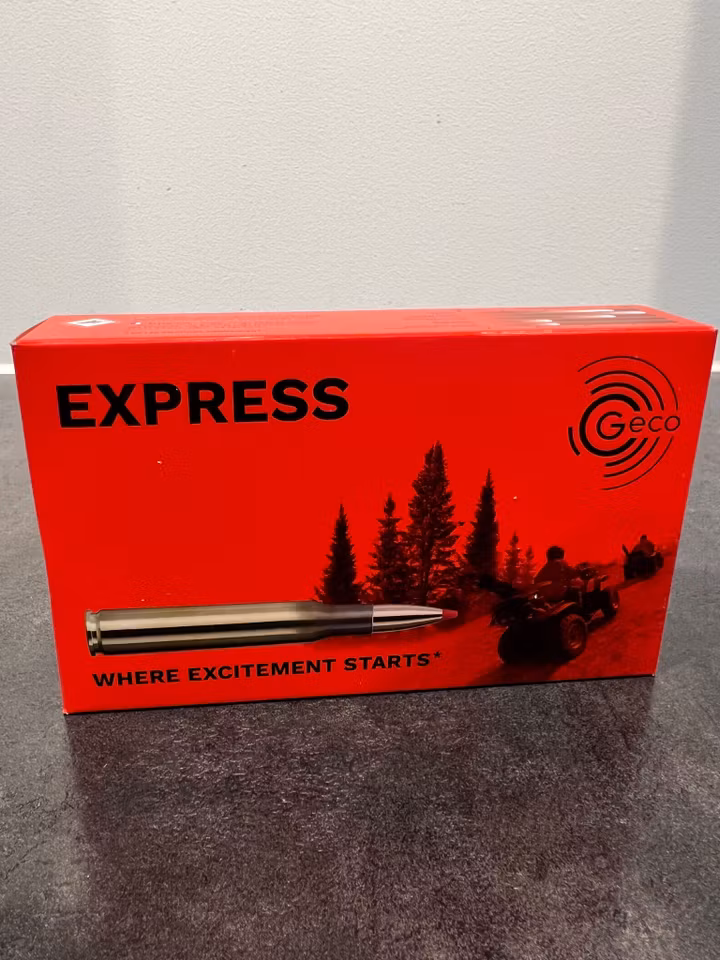 EXPRESS
Geco
WHERE EXCITEMENT STARTS*